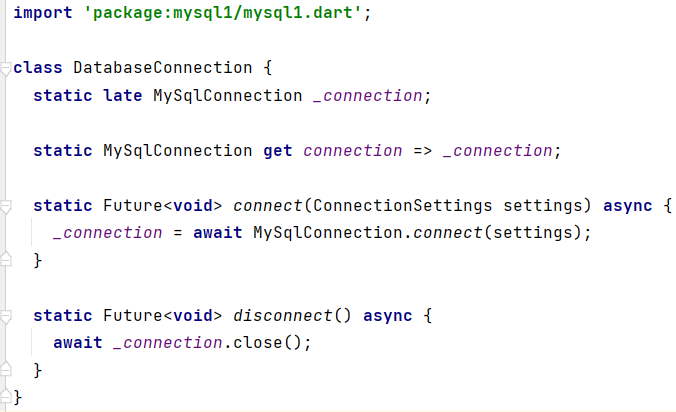 import 'package:mysql1/mysql1.dart';
class DatabaseConnection {
static late MySqlConnection _connection;
static MySqlConnection get connection => _connection;
static Future<void> connect(ConnectionSettings settings) async {
_connection = await MySqlConnection.connect(settings);
}
static Future<void> disconnect() async {
await _connection.close();
}
}